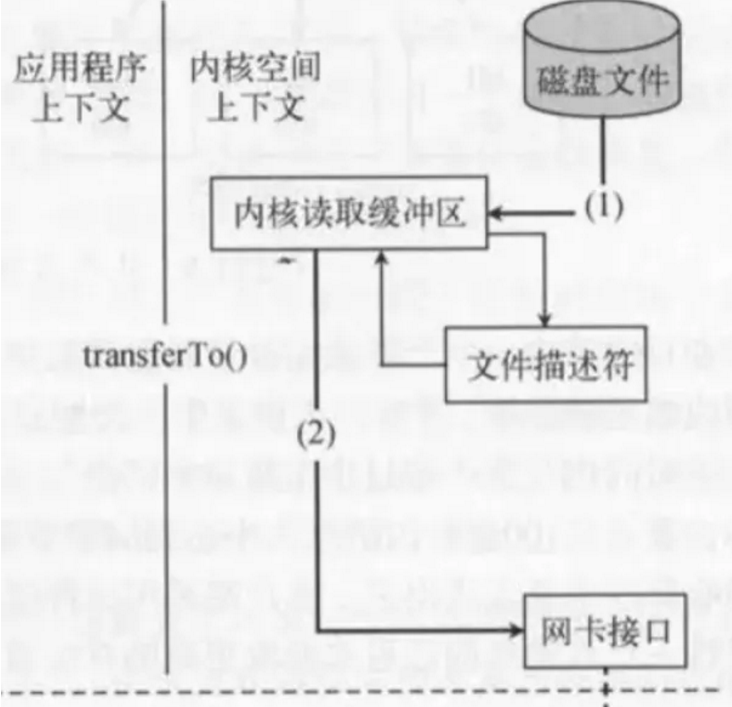 应用程序
上下文
内核空间
上下文
磁盘文件
(1)
内核读取缓冲区
transferTo()
文件描述符
(2)
网卡接口